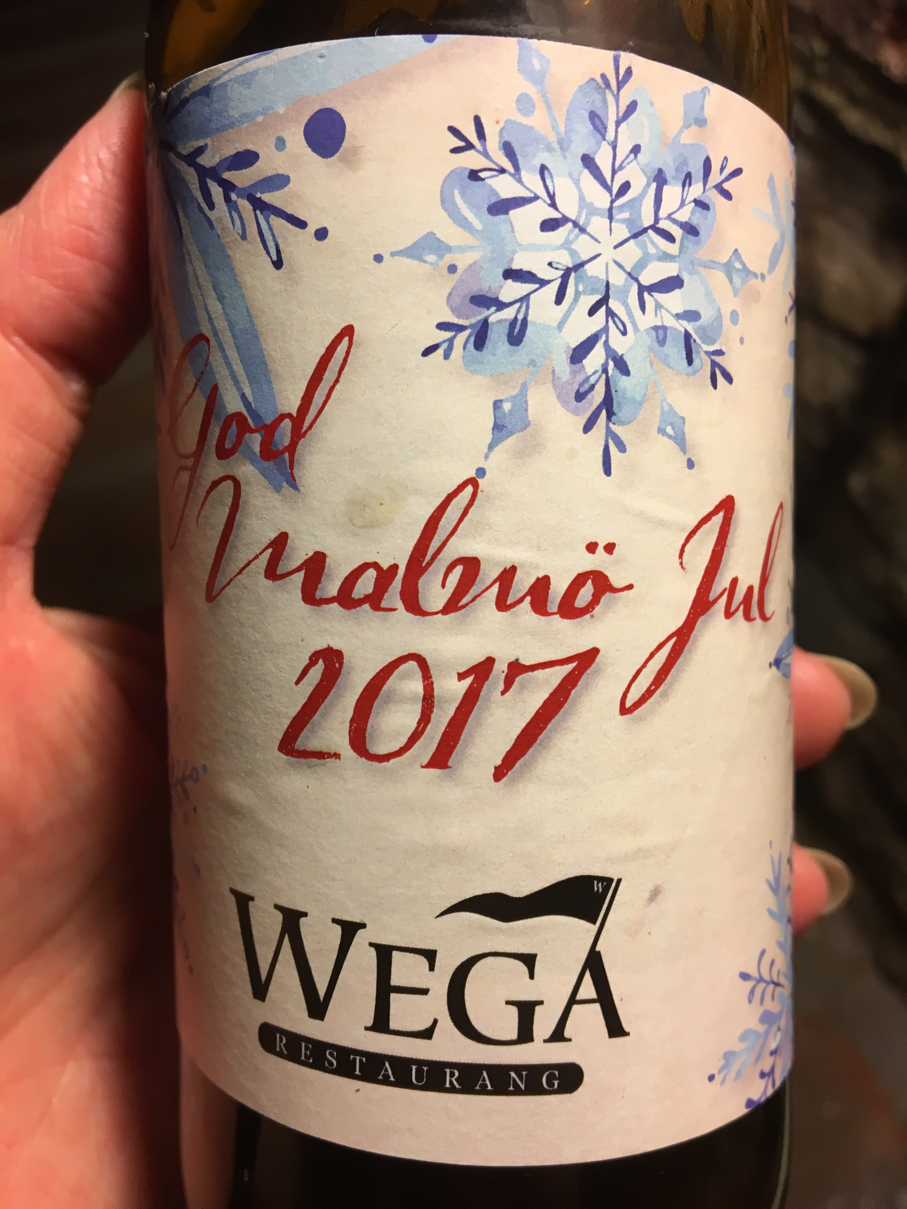 God
Malmö Jul
2017
W
WEGA
RESTAURANG